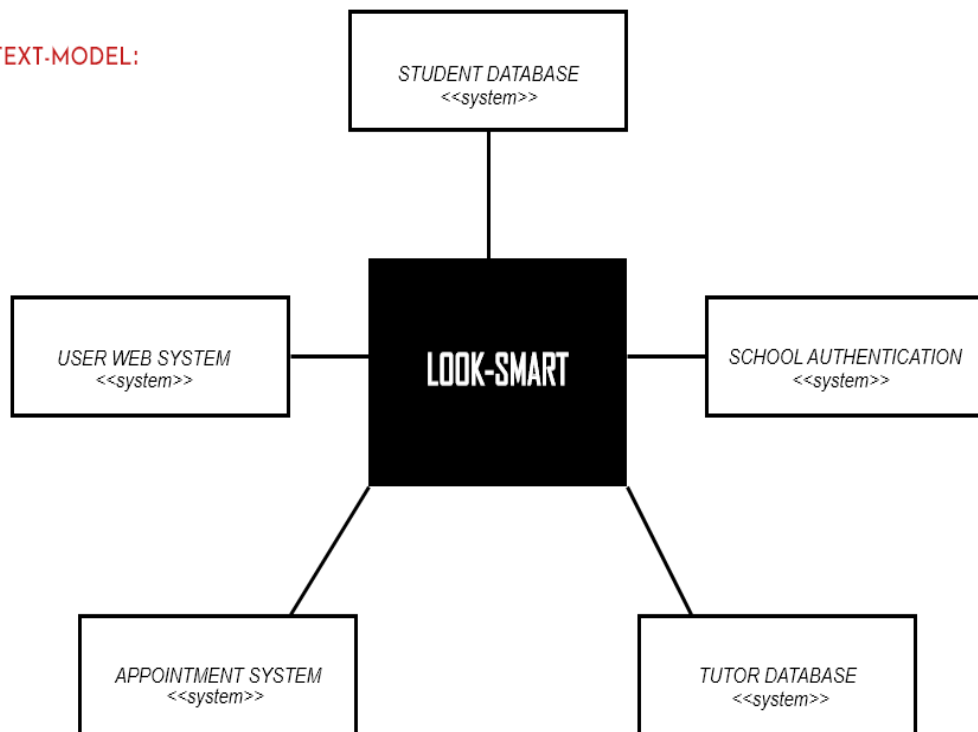 TEXT-MODEL:
STUDENT DATABASE
<<system>>
USER WEB SYSTEM
<<system>>
LOOK-SMART
SCHOOL AUTHENTICATION
<<system>>
APPOINTMENT SYSTEM
<<system>>
TUTOR DATABASE
<<system>>